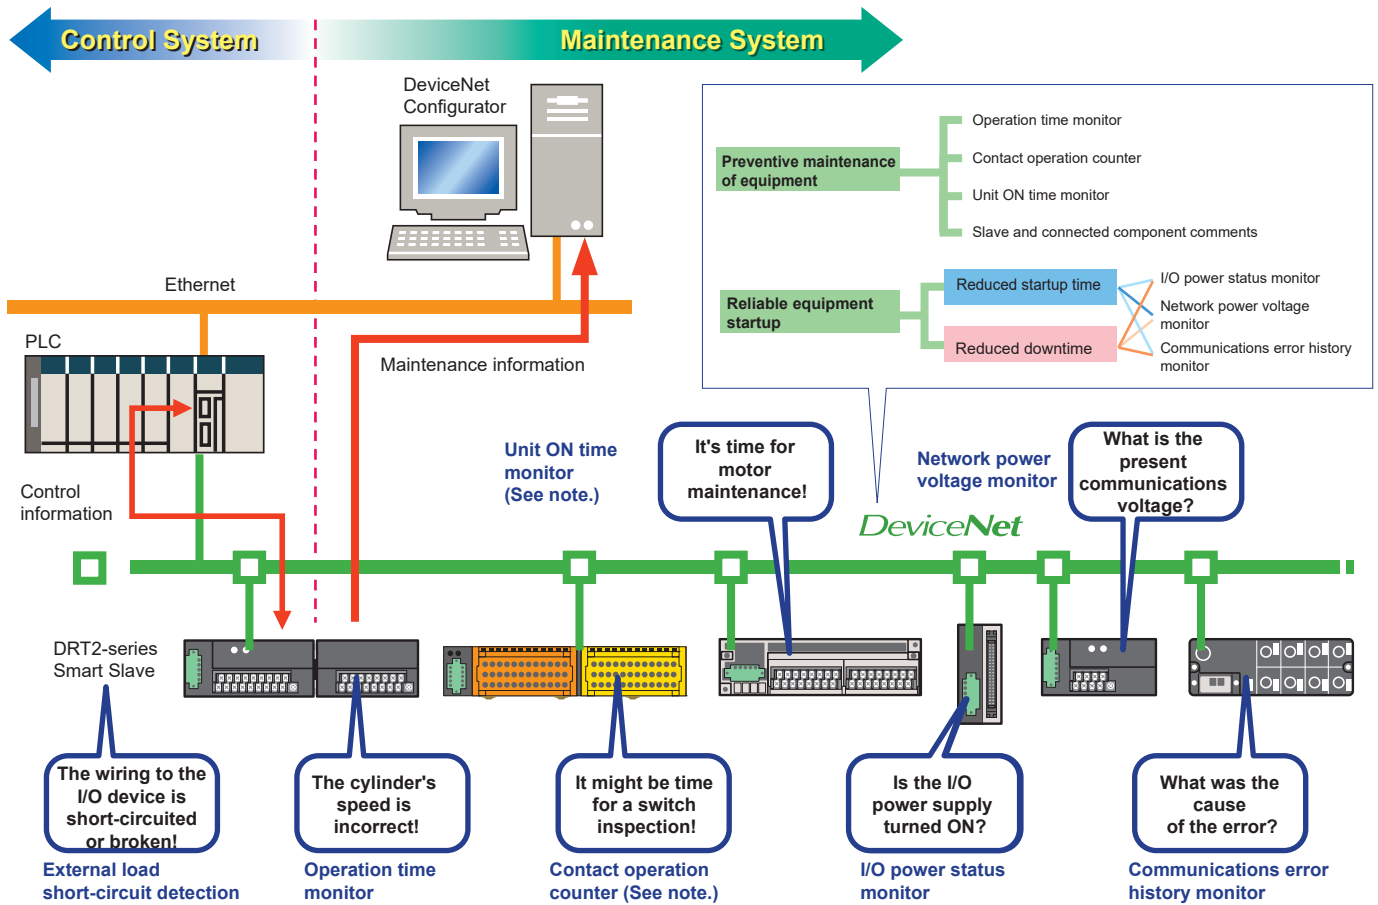 Control System
Maintenance System
DeviceNet
Configurator
Operation time monitor
Contact operation counter
Preventive maintenance
of equipment
Unit ON time monitor
Slave and connected component comments
Ethernet
Reliable equipment
startup
Reduced startup time
Reduced downtime
I/O power status monitor
Network power voltage
monitor
Communications error history
monitor
PLC
Maintenance information
Control
information
Unit ON time
monitor
(See note.)
It's time for
motor
maintenance!
Network power
voltage monitor
What is the
present
communications
voltage?
DeviceNet
DRT2-series
Smart Slave
The wiring to the
I/O device is
short-circuited
or broken!
The cylinder's
speed is
incorrect!
It might be time
for a switch
inspection!
Is the I/O
power supply
turned ON?
What was the
cause
of the error?
External load
short-circuit detection
Operation time
monitor
Contact operation
counter (See note.)
I/O power status
monitor
Communications error
history monitor